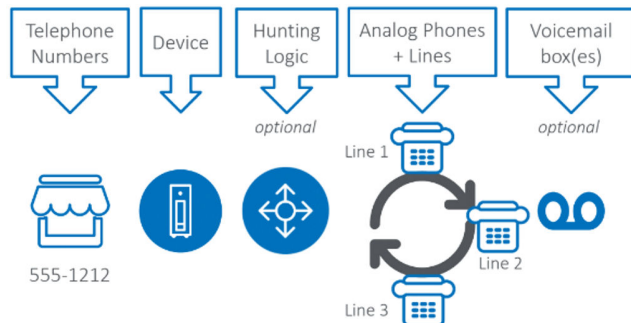 Telephone
Numbers
Device
Hunting
Logic
Analog Phones
+ Lines
Voicemail
box(es)
optional
optional
Line 1
Line 2
555-1212
Line 3